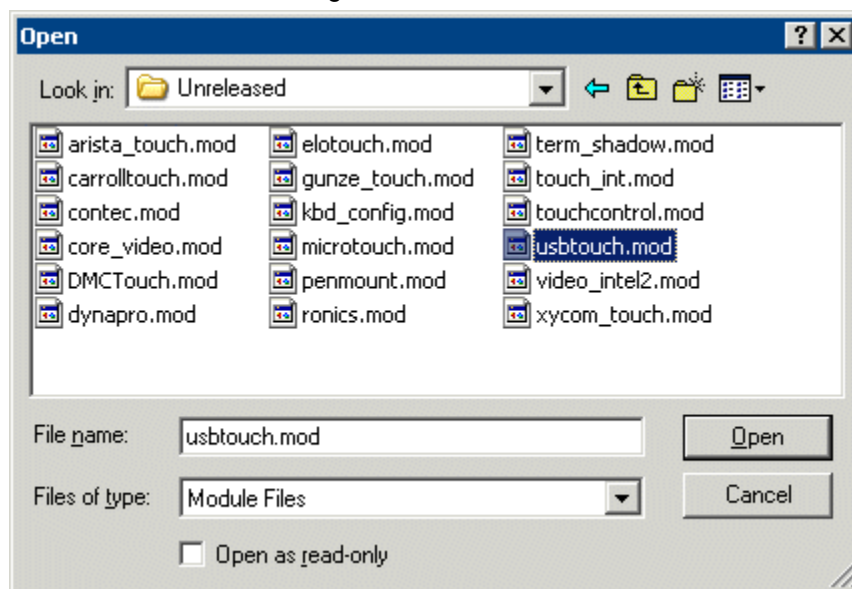 Open
Look in: Unreleased
arista_touch.mod
carrolltouch.mod
contec.mod
core_video.mod
DMCTouch.mod
dynapro.mod
elotouch.mod
gunze_touch.mod
kbd_config.mod
microtouch.mod
penmount.mod
ronics.mod
term_shadow.mod
touch_int.mod
touchcontrol.mod
usbtouch.mod
video_intel2.mod
xycom_touch.mod
File name: usbtouch.mod Open
Files of type: Module Files Cancel
Open as read-only